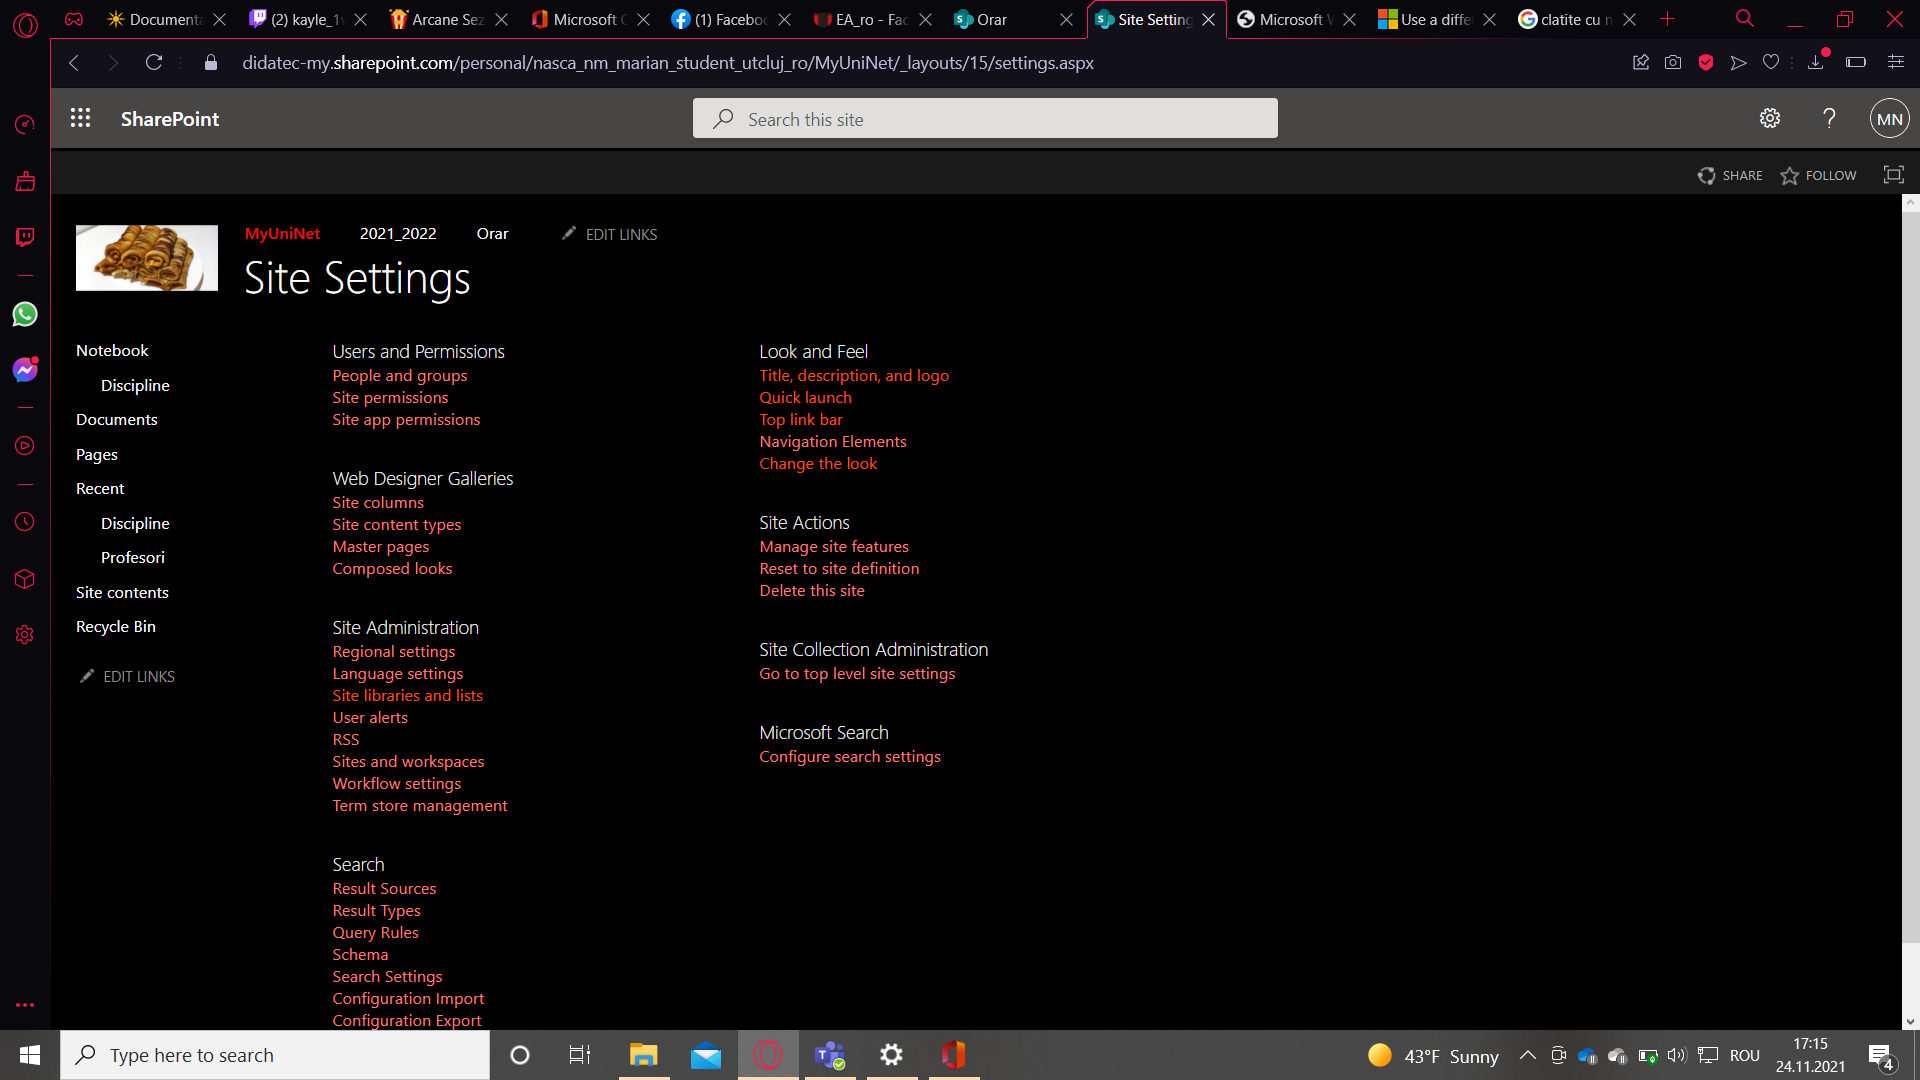 Documenta
(2) kayle_1v
Arcane Sez
Microsoft O
(1) Faceboo
EA_ro - Fac
Orar
Site Setting
Microsoft W
Use a differ
clatite cu n
didatec-my.sharepoint.com/personal/nasca_nm_marian_student_utcluj_ro/MyUniNet/_layouts/15/settings.aspx
SharePoint
Search this site
MN
SHARE
FOLLOW
MyUniNet
2021_2022
Orar
EDIT LINKS
Site Settings
Notebook
Discipline
Documents
Pages
Recent
Discipline
Profesori
Site contents
Recycle Bin
EDIT LINKS
Users and Permissions
People and groups
Site permissions
Site app permissions
Web Designer Galleries
Site columns
Site content types
Master pages
Composed looks
Site Administration
Regional settings
Language settings
Site libraries and lists
User alerts
RSS
Sites and workspaces
Workflow settings
Term store management
Search
Result Sources
Result Types
Query Rules
Schema
Search Settings
Configuration Import
Configuration Export
Look and Feel
Title, description, and logo
Quick launch
Top link bar
Navigation Elements
Change the look
Site Actions
Manage site features
Reset to site definition
Delete this site
Site Collection Administration
Go to top level site settings
Microsoft Search
Configure search settings
Type here to search
43°F Sunny
ROU
17:15
24.11.2021
4